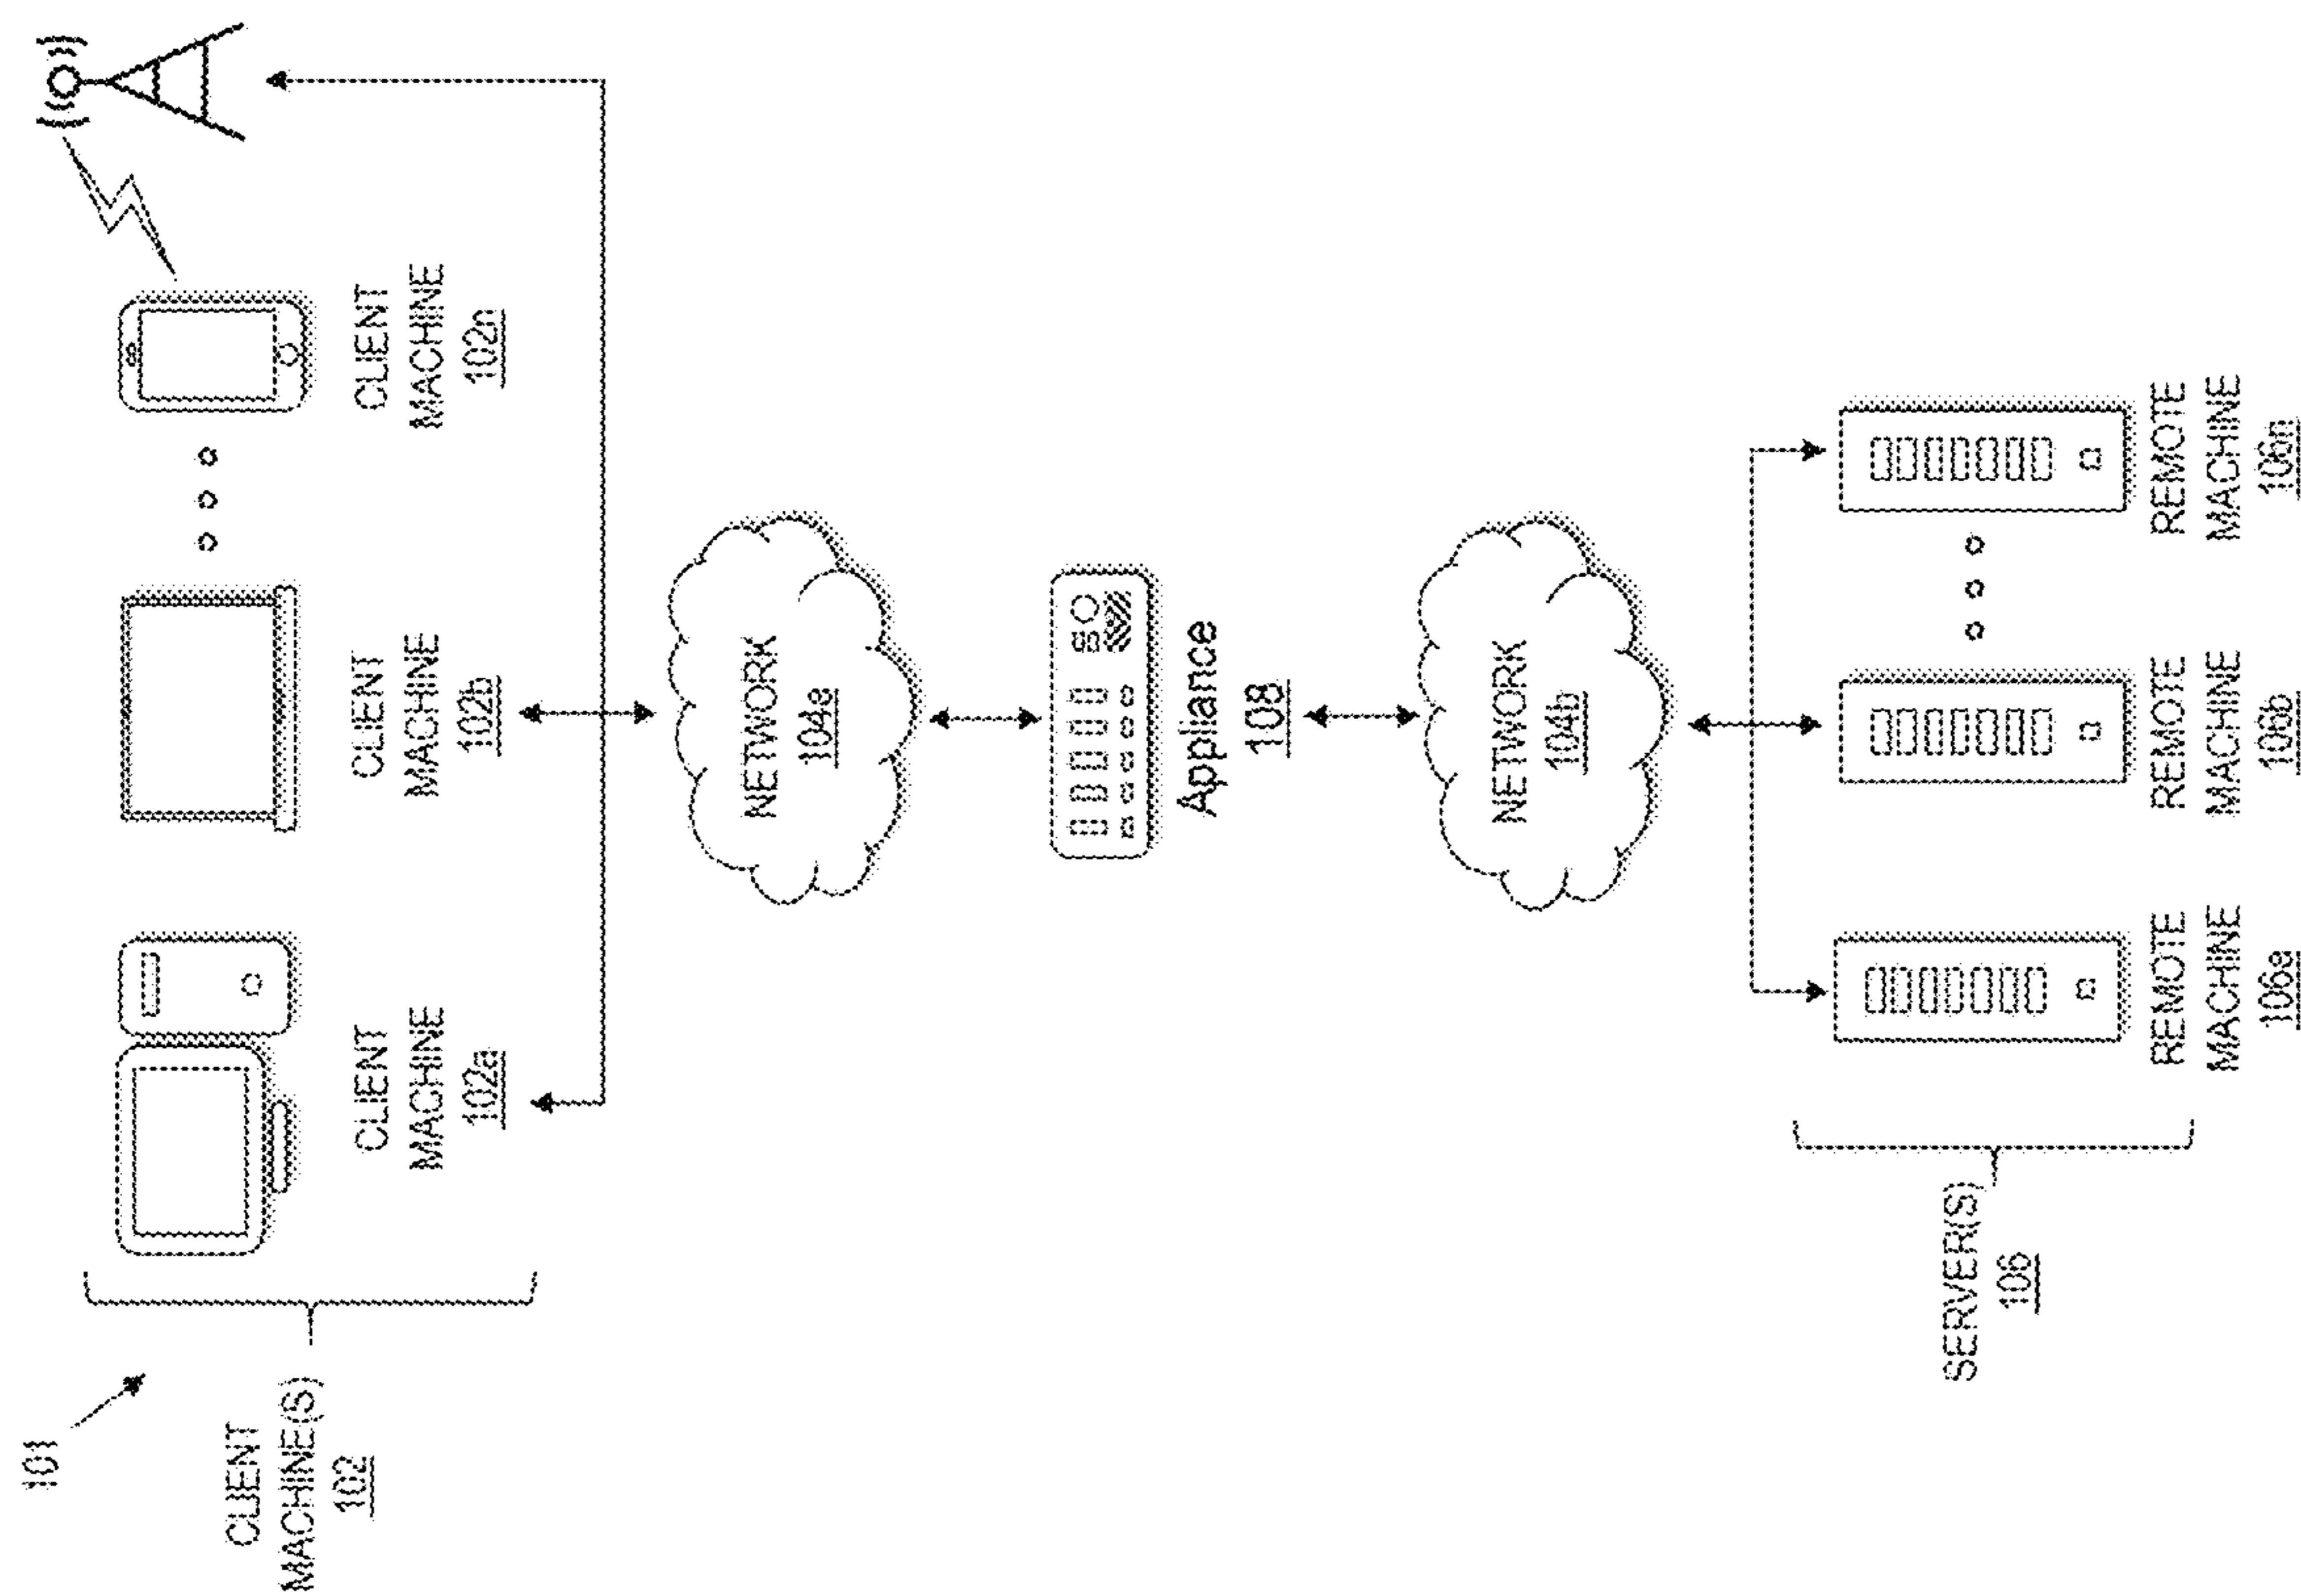 101
CLIENT
MACHINE(S)
102
CLIENT
MACHINE
102a
CLIENT
MACHINE
102b
CLIENT
MACHINE
102n
NETWORK
104a
Appliance
108
NETWORK
104b
SERVER(S)
106
REMOTE
MACHINE
106a
REMOTE
MACHINE
106b
REMOTE
MACHINE
106n